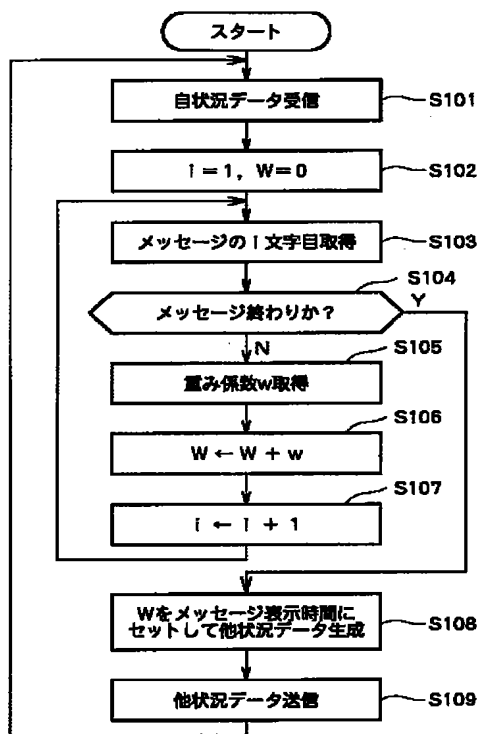 スタート
自状況データ受信
S101
i=1, W=0
S102
メッセージのi文字目取得
S103
S104
メッセージ終わりか?
Y
N
S105
重み係数w取得
S106
W ← W + w
S107
i ← i + 1
Wをメッセージ表示時間に
セットして他状況データ生成
S108
他状況データ送信
S109